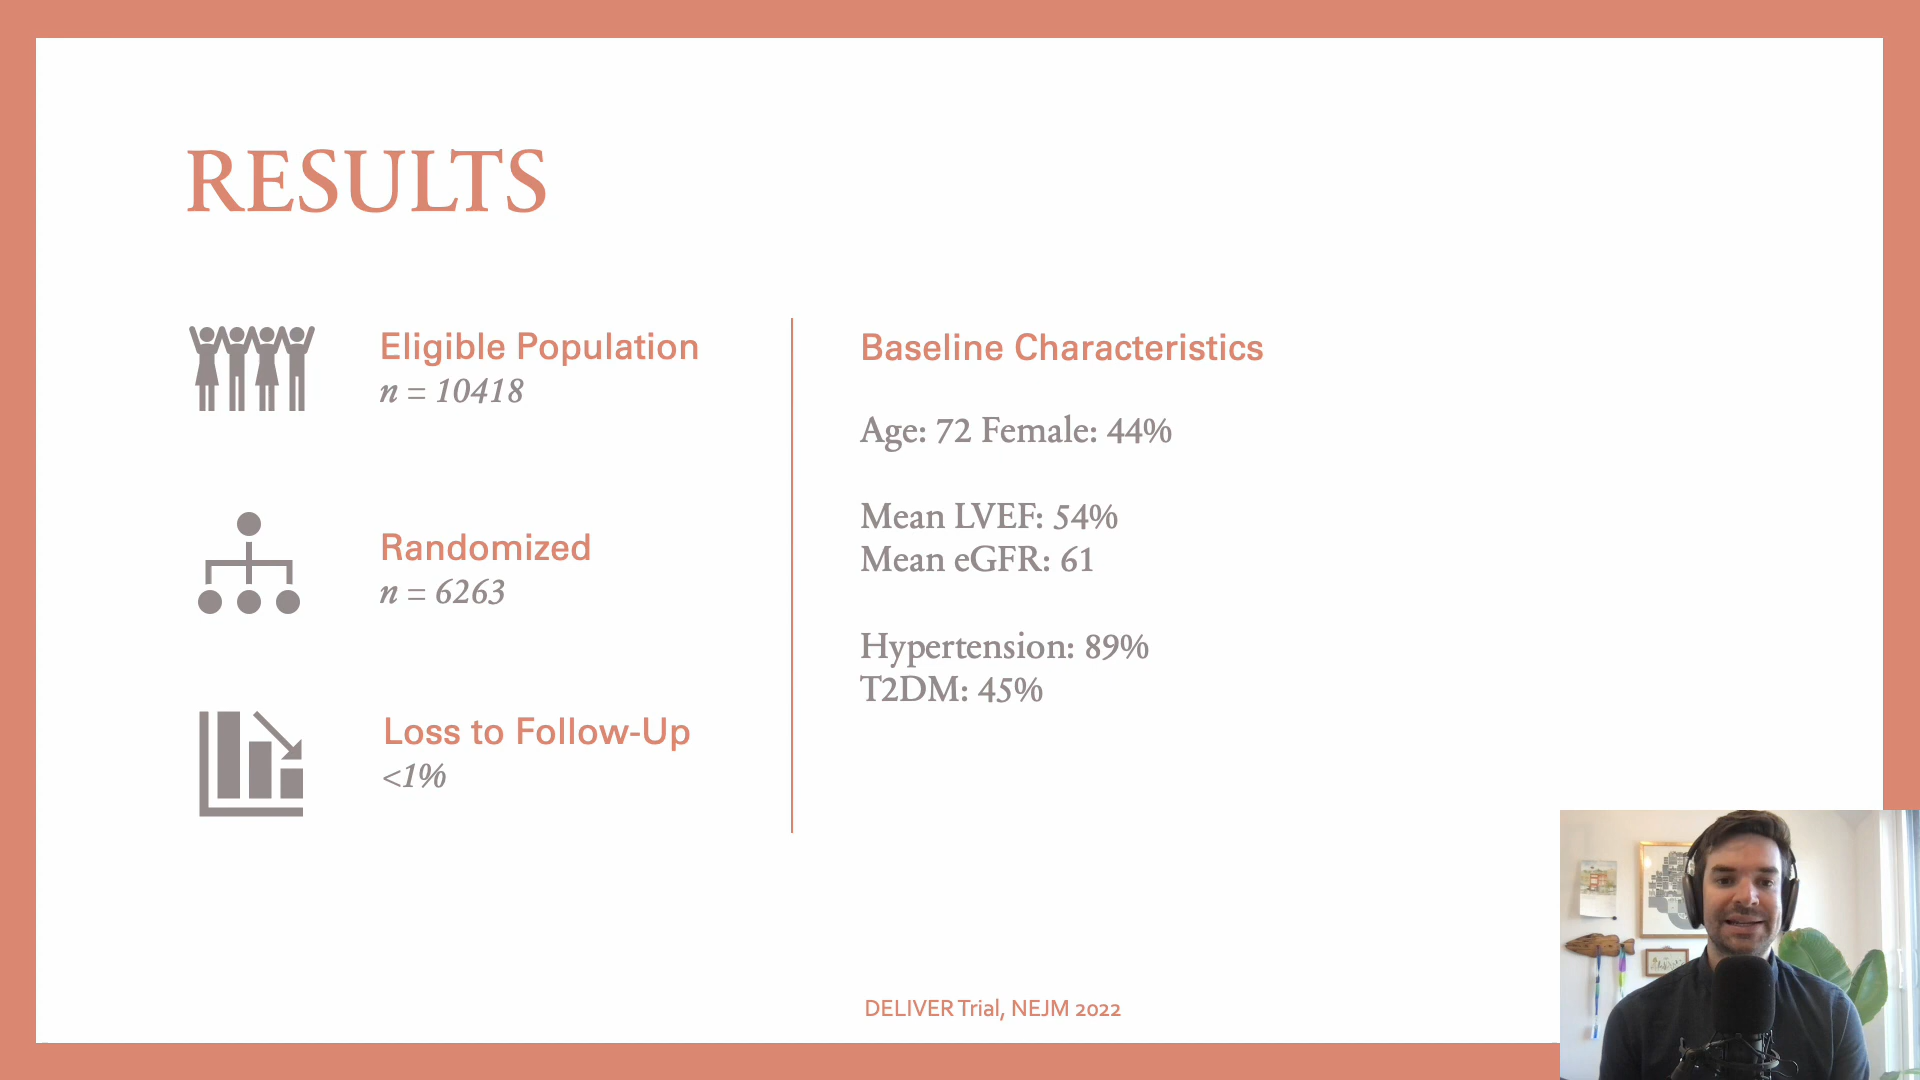 RESULTS
Eligible Population
n = 10418
Randomized
n = 6263
Loss to Follow-Up
<1%
Baseline Characteristics
Age: 72 Female: 44%
Mean LVEF: 54%
Mean eGFR: 61
Hypertension: 89%
T2DM: 45%
DELIVER Trial, NEJM 2022